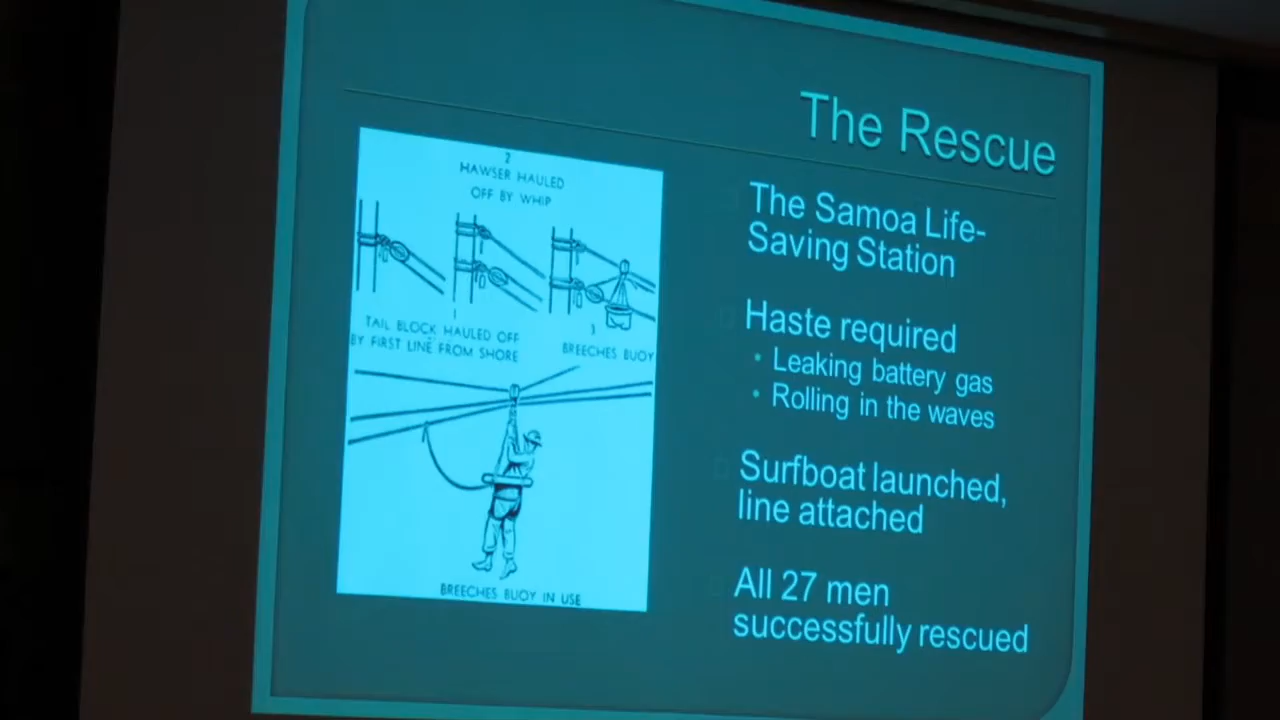 The Rescue
2
HAWSER HAULED
OFF BY WHIP
1
TAIL BLOCK HAULED OFF
BY FIRST LINE FROM SHORE
3
BREECHES BUOY
BREECHES BUOY IN USE
The Samoa Life-
Saving Station
Haste required
• Leaking battery gas
• Rolling in the waves
Surfboat launched,
line attached
All 27 men
successfully rescued